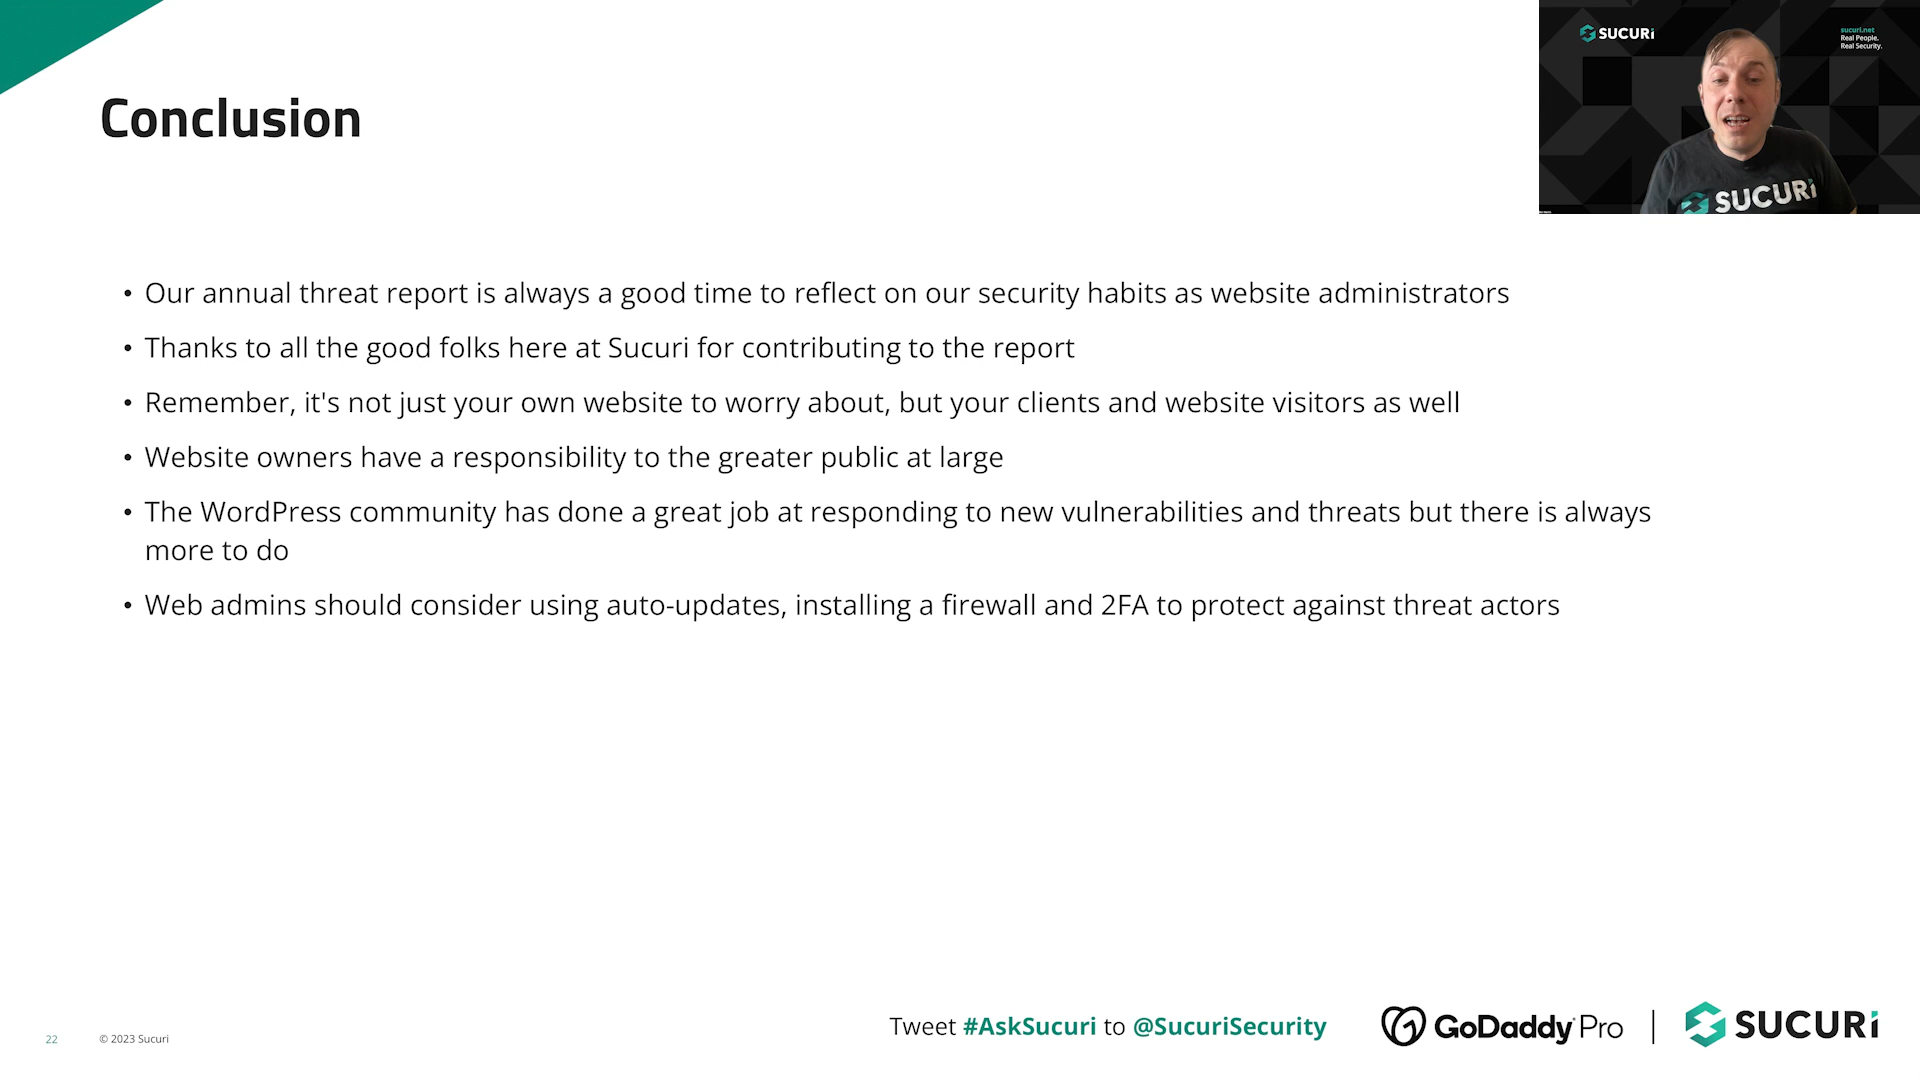 Conclusion
SUCURi
sucuri.net
Real People.
Real Security.
SUCURi
• Our annual threat report is always a good time to reflect on our security habits as website administrators
• Thanks to all the good folks here at Sucuri for contributing to the report
• Remember, it's not just your own website to worry about, but your clients and website visitors as well
• Website owners have a responsibility to the greater public at large
• The WordPress community has done a great job at responding to new vulnerabilities and threats but there is always
more to do
• Web admins should consider using auto-updates, installing a firewall and 2FA to protect against threat actors
22
© 2023 Sucuri
Tweet #AskSucuri to @SucuriSecurity
GoDaddy Pro | SUCURi